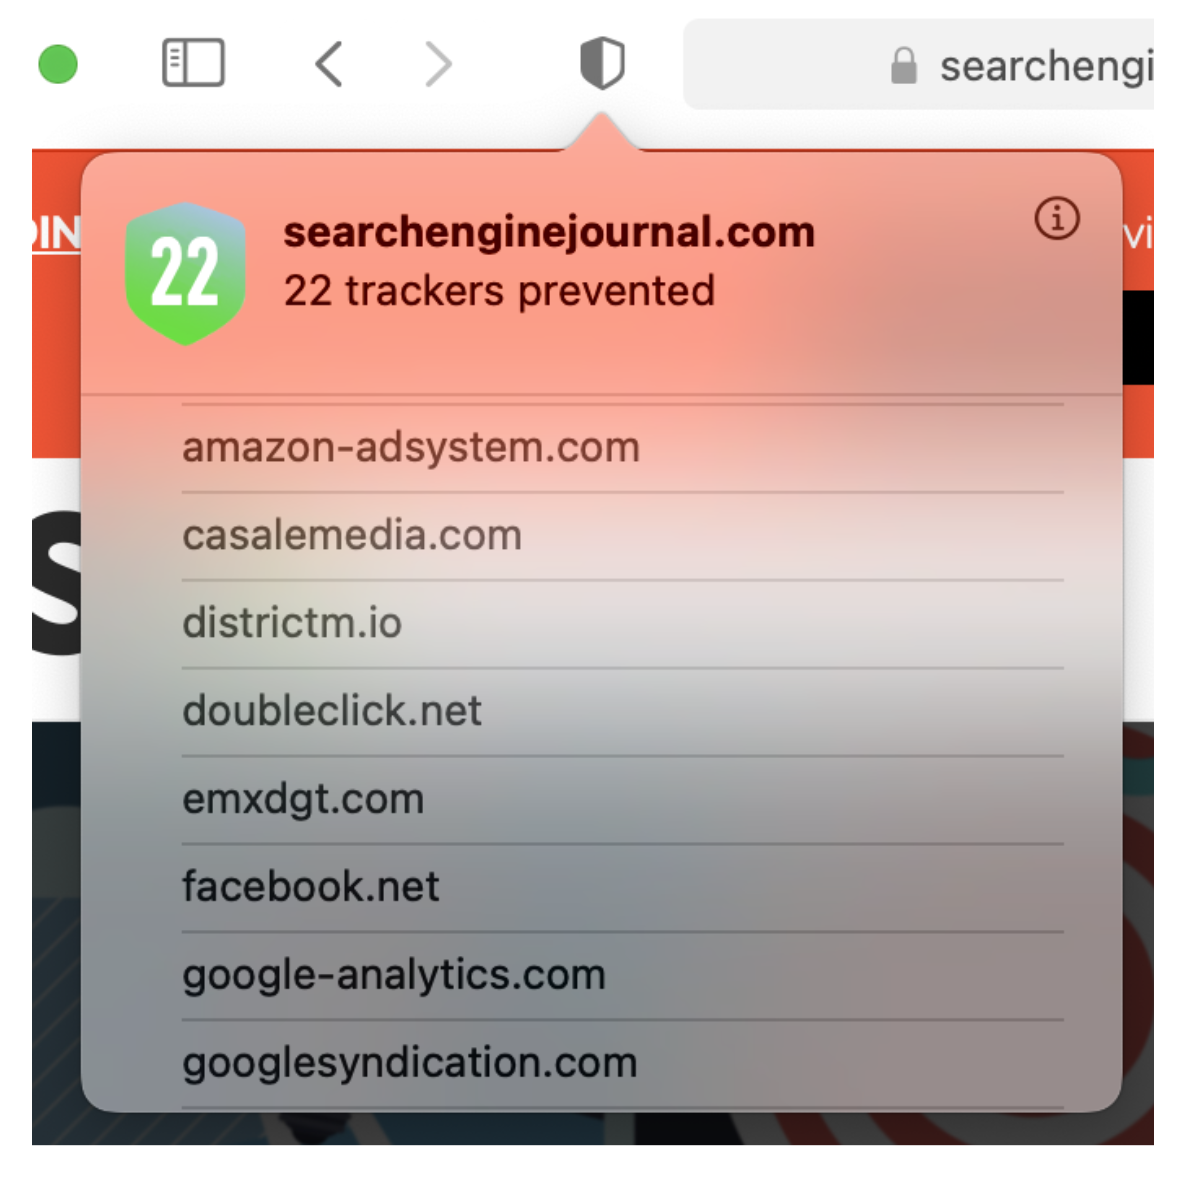 searchengi
DIN
vi
22
searchenginejournal.com
22 trackers prevented
amazon-adsystem.com
casalemedia.com
districtm.io
doubleclick.net
emxdgt.com
facebook.net
google-analytics.com
googlesyndication.com
S